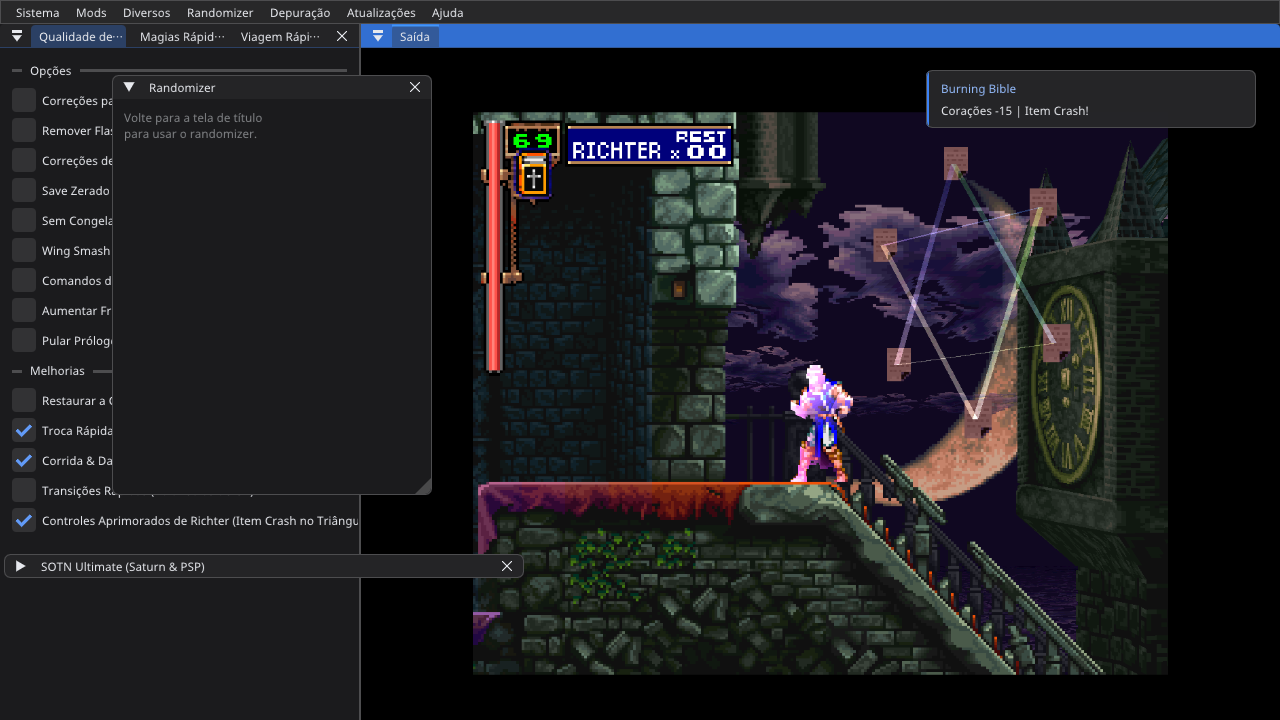 Sistema Mods Diversos Randomizer Depuração Atualizações Ajuda
Qualidade de··· Magias Rápid··· Viagem Rápi···
Saída
Opções
Correções pa
Remover Flas
Correções de
Save Zerado
Sem Congela
Wing Smash
Comandos d
Aumentar Fr
Pular Prólogo
Melhorias
Restaurar a
Troca Rápida
Corrida & Da
Transições
Controles Aprimorados de Richter (Item Crash no Triângu
Randomizer
Volte para a tela de título
para usar o randomizer.
SOTN Ultimate (Saturn & PSP)
69
REST
RICHTER x 00
Burning Bible
Corações -15 | Item Crash!